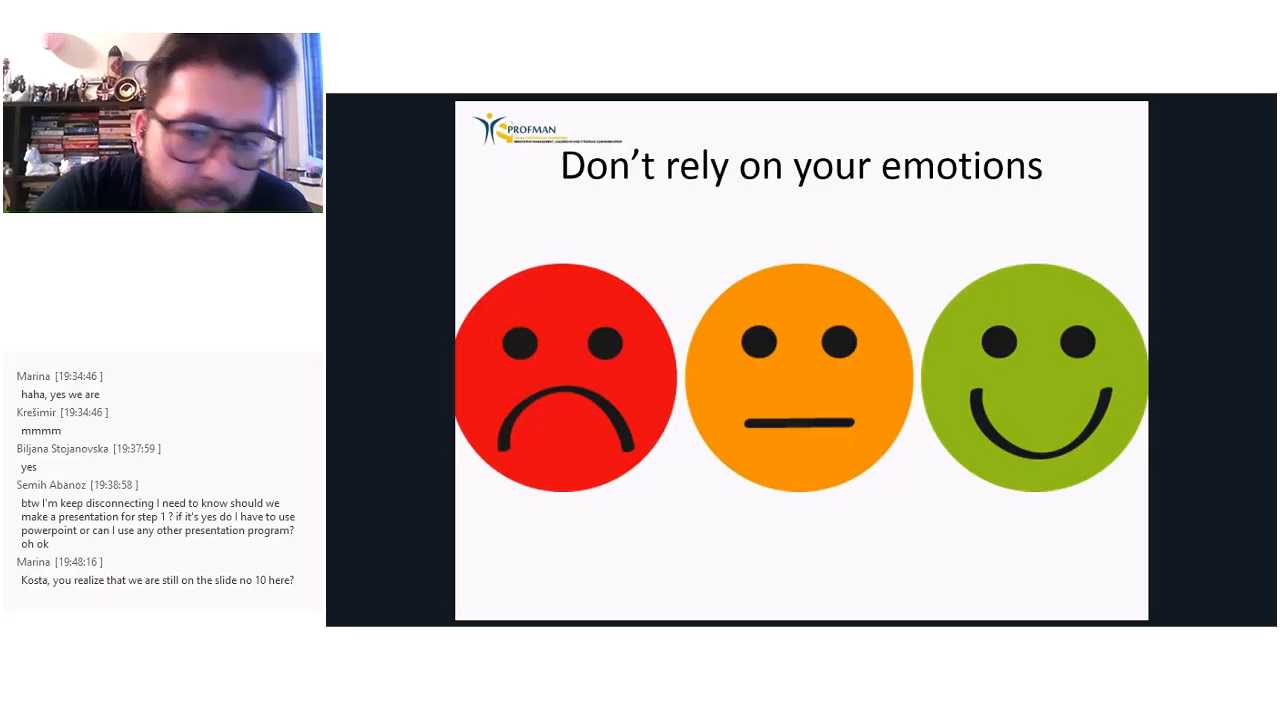 PROFMAN
Don't rely on your emotions
Marina [19:34:46 ]
haha, yes we are
Krešimir [19:34:46 ]
mmmm
Biljana Stojanovska [19:37:59 ]
yes
Semih Abanoz [19:38:58 ]
btw I'm keep disconnecting I need to know should we
make a presentation for step 1 ? if it's yes do I have to use
powerpoint or can I use any other presentation program?
oh ok
Marina [19:48:16 ]
Kosta, you realize that we are still on the slide no 10 here?